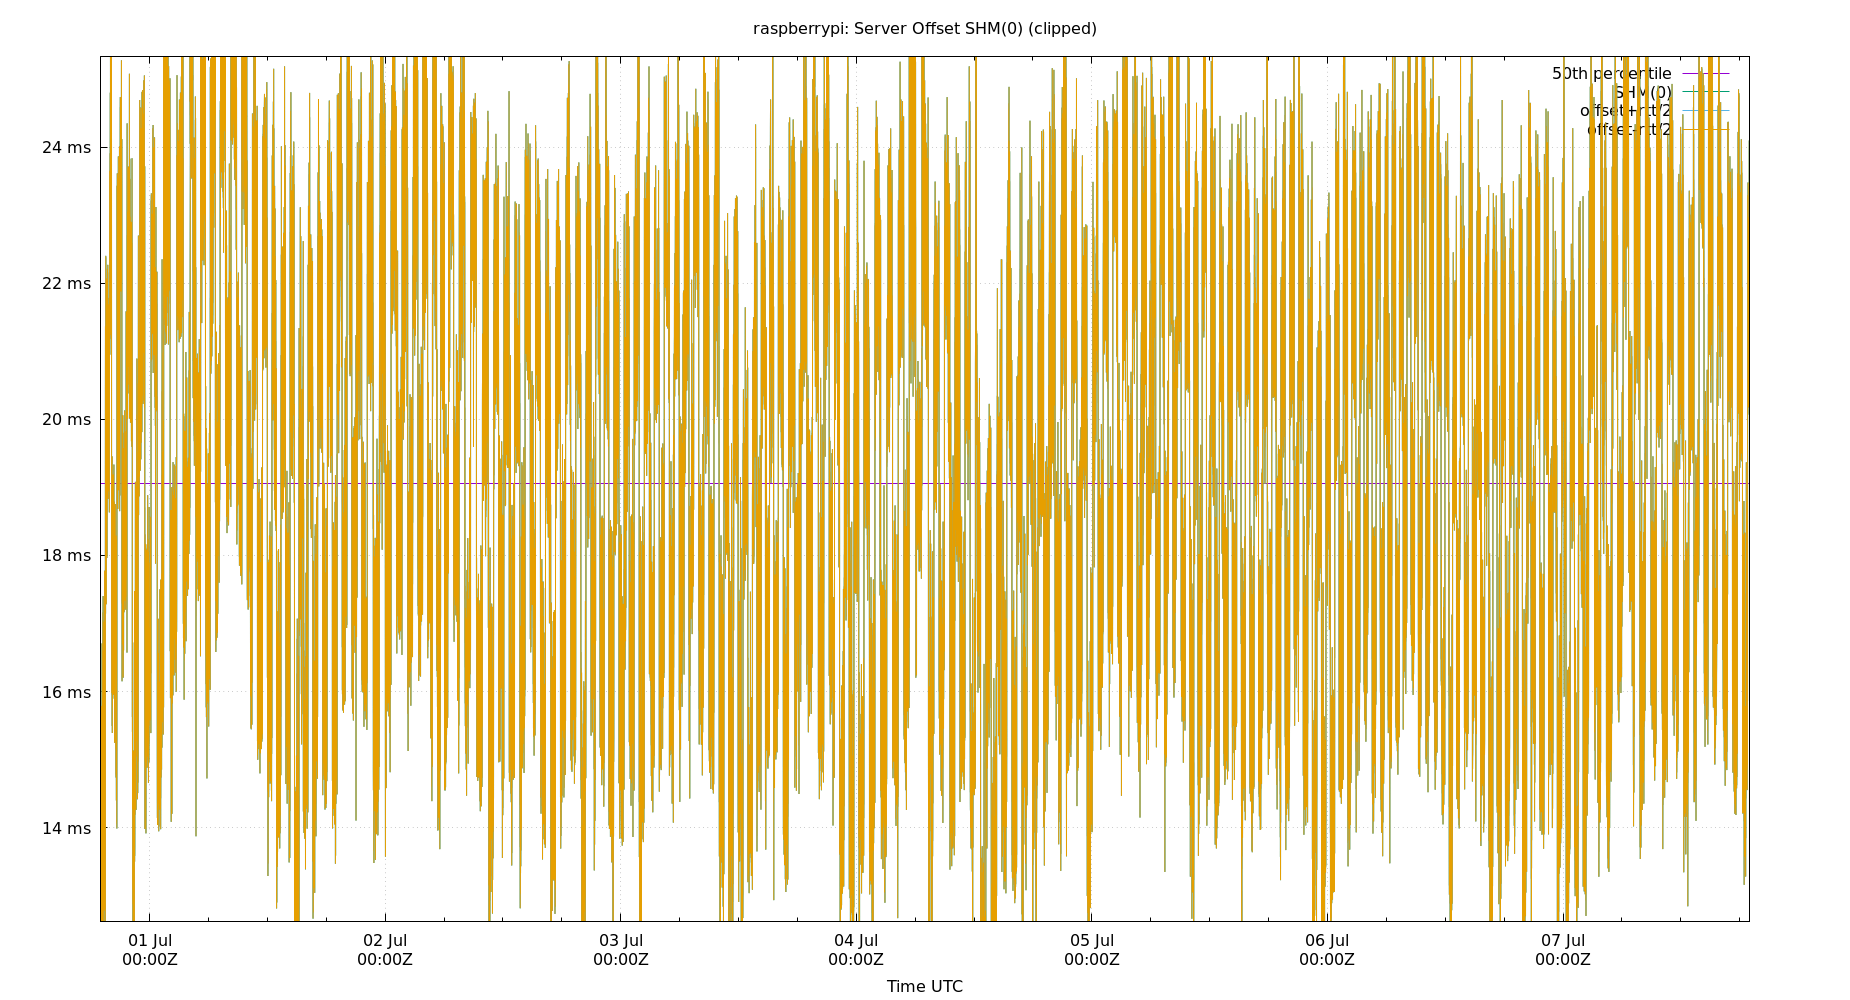 raspberrypi: Server Offset SHM(0) (clipped)
50th percentile
SHM(0)
offset+rtt/2
offset-rtt/2
24 ms
22 ms
20 ms
18 ms
16 ms
14 ms
01 Jul 02 Jul 03 Jul 04 Jul 05 Jul 06 Jul 07 Jul
00:00Z 00:00Z 00:00Z 00:00Z 00:00Z 00:00Z 00:00Z
Time UTC